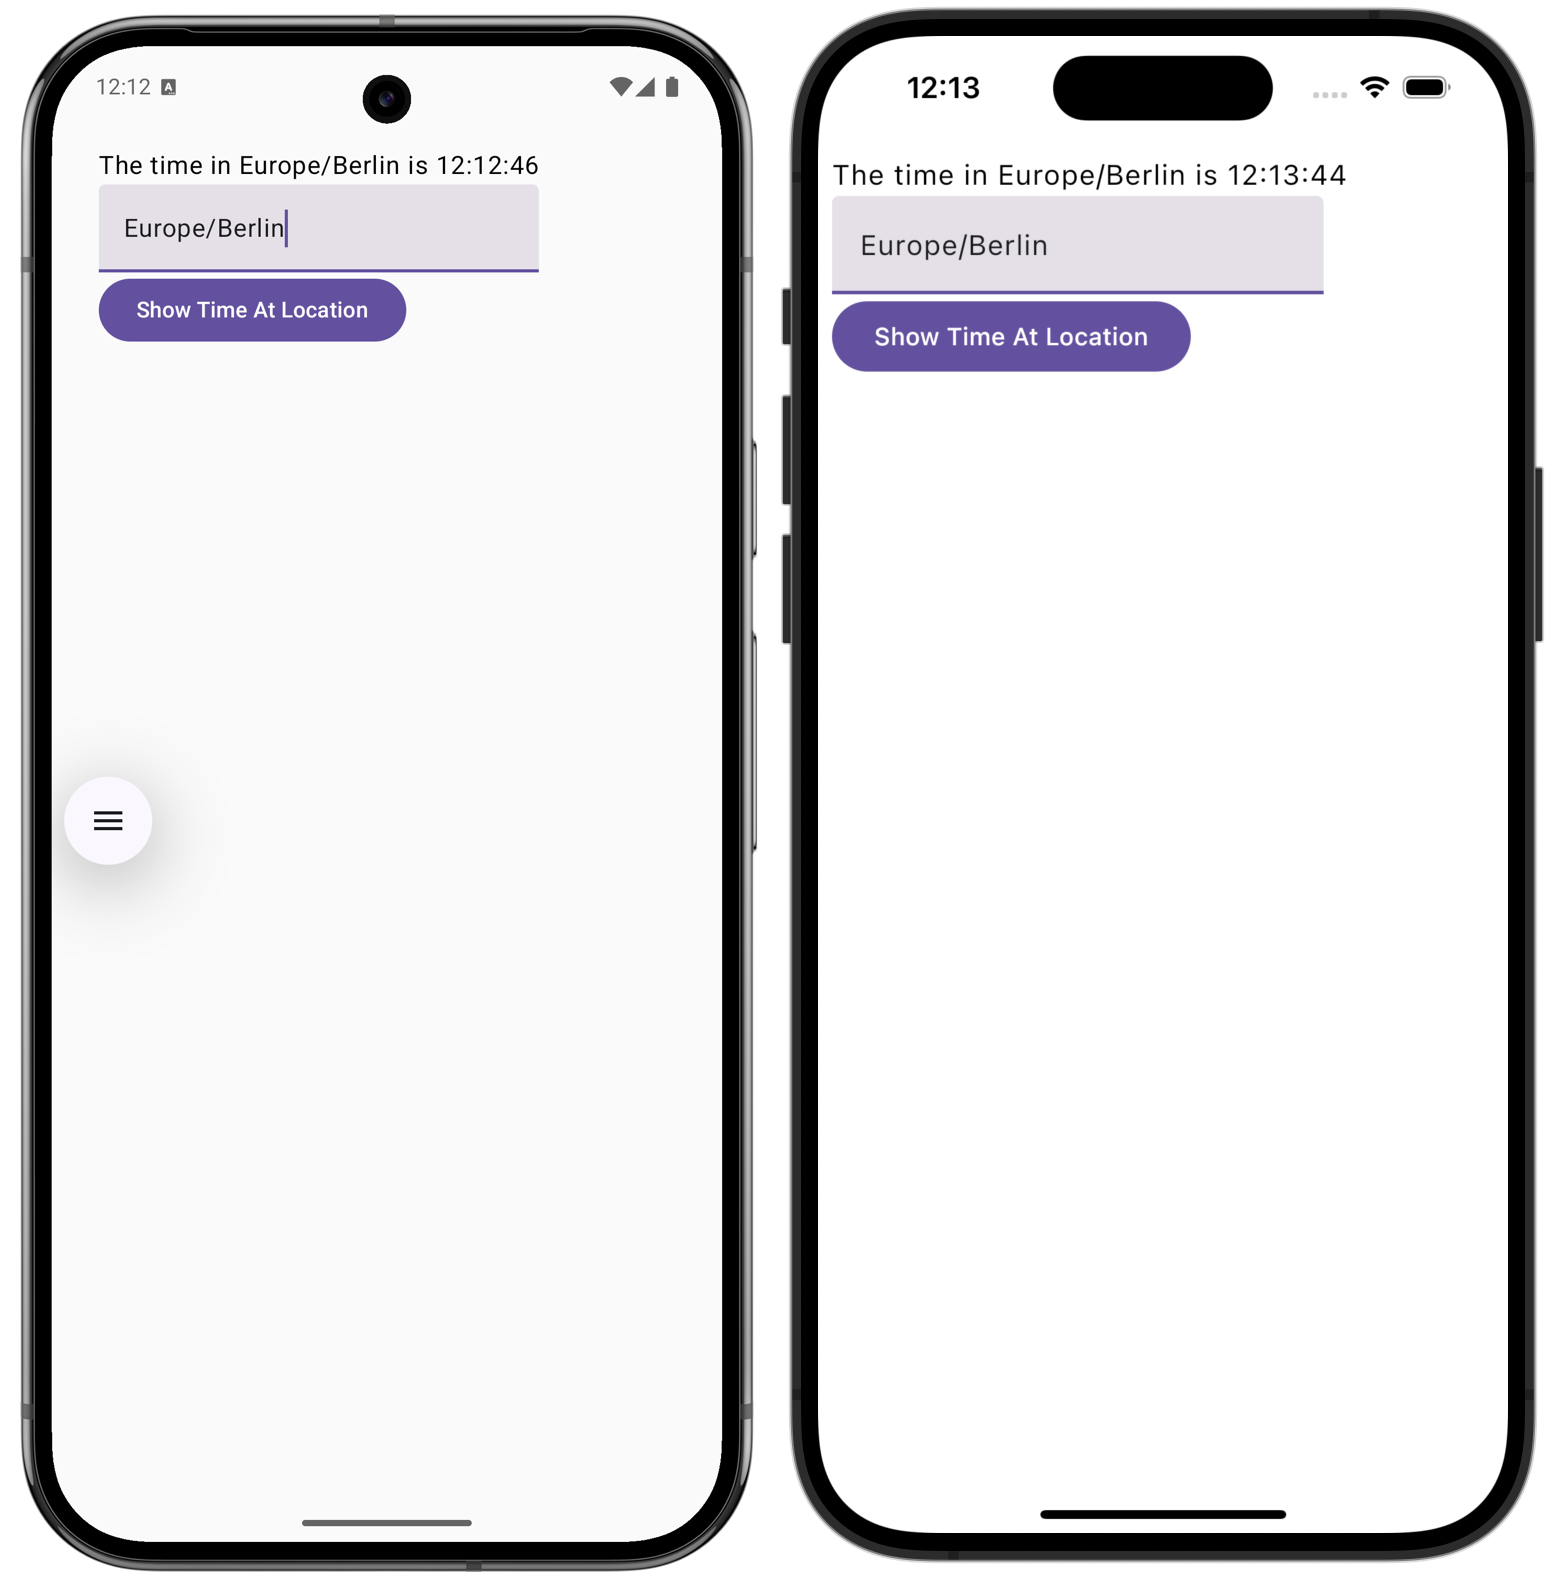 12:12 A
The time in Europe/Berlin is 12:12:46
Europe/Berlin
Show Time At Location
12:13
The time in Europe/Berlin is 12:13:44
Europe/Berlin
Show Time At Location